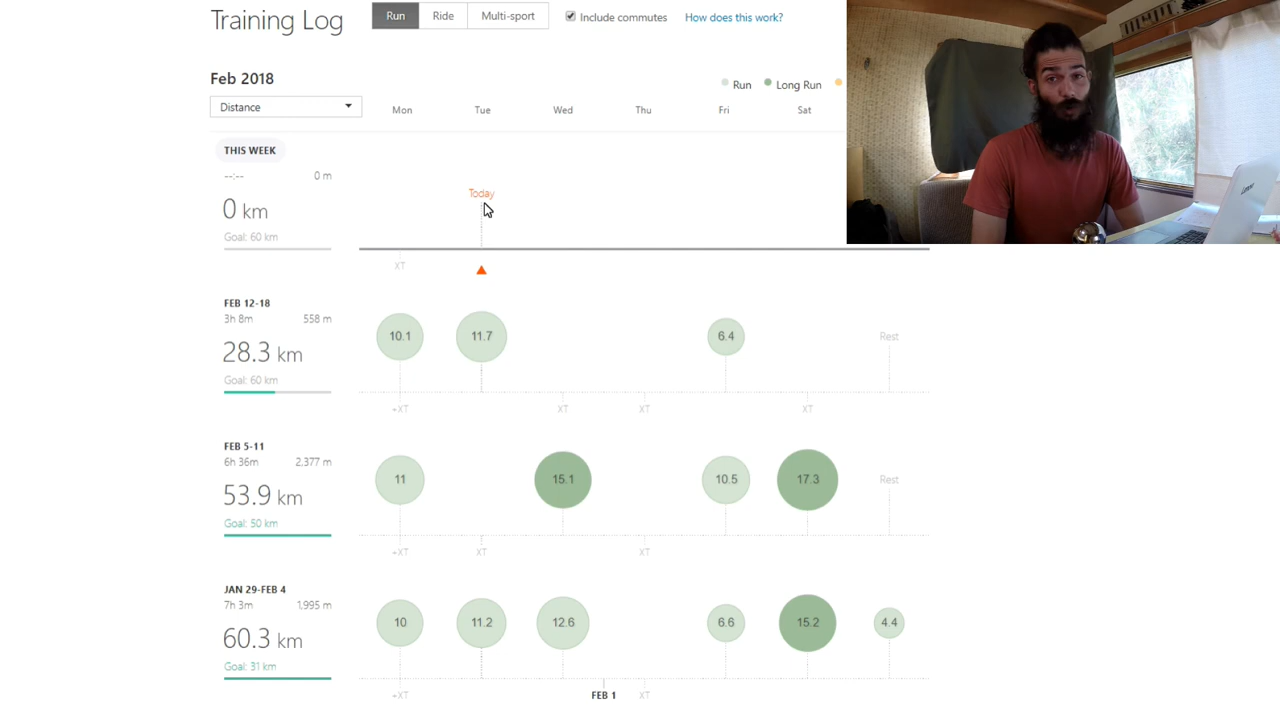 Training Log
Run Ride Multi-sport
Include commutes
How does this work?
Feb 2018
Run Long Run
Distance
Mon Tue Wed Thu Fri Sat
THIS WEEK
--:-- 0 m
0 km
Goal: 60 km
Today
XT
FEB 12-18
3h 8m 558 m
28.3 km
Goal: 60 km
10.1 11.7 6.4 Rest
+XT XT XT XT
FEB 5-11
6h 36m 2,377 m
53.9 km
Goal: 50 km
11 15.1 10.5 17.3 Rest
+XT XT XT
JAN 29-FEB 4
7h 3m 1,995 m
60.3 km
Goal: 31 km
10 11.2 12.6 6.6 15.2 4.4
+XT FEB 1 XT
Lenovo